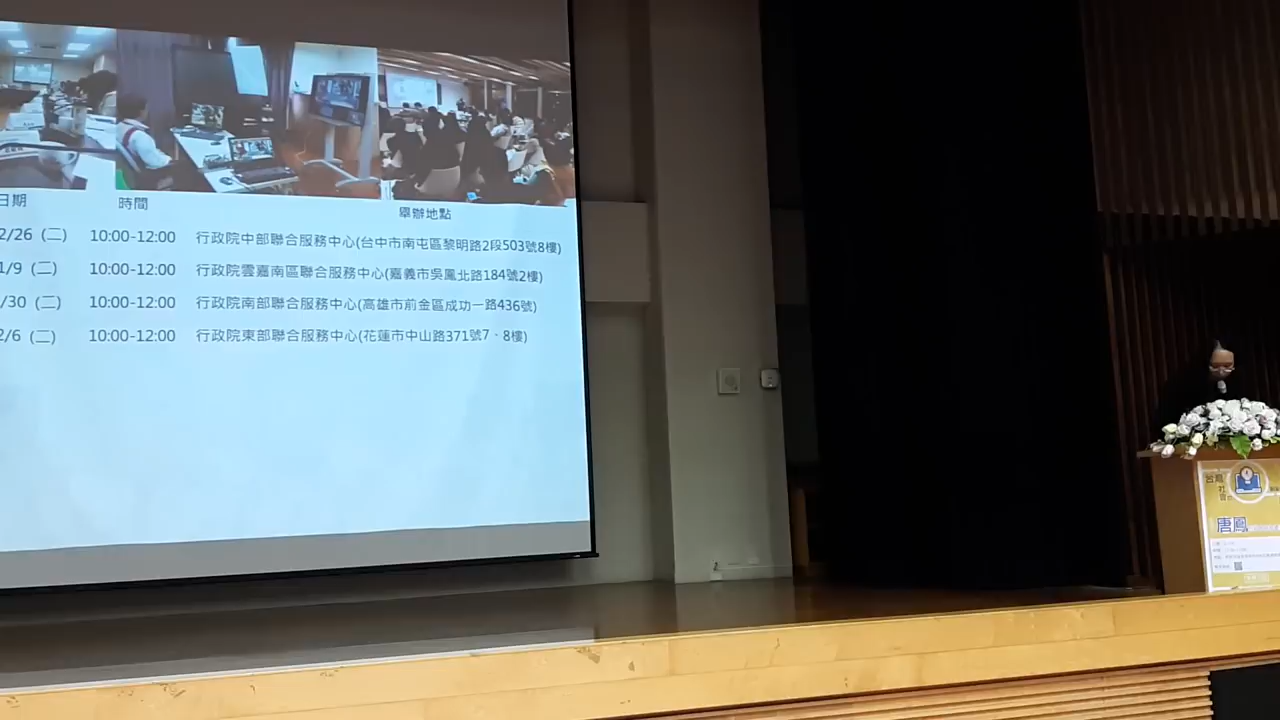 日期 時間 舉辦地點
2/26 (二) 10:00-12:00 行政院中部聯合服務中心(台中市南屯區黎明路2段503號8樓)
1/9 (二) 10:00-12:00 行政院雲嘉南區聯合服務中心(嘉義市吳鳳北路184號2樓)
/30 (二) 10:00-12:00 行政院南部聯合服務中心(高雄市前金區成功一路436號)
2/6 (二) 10:00-12:00 行政院東部聯合服務中心(花蓮市中山路371號7、8樓)
唐鳳